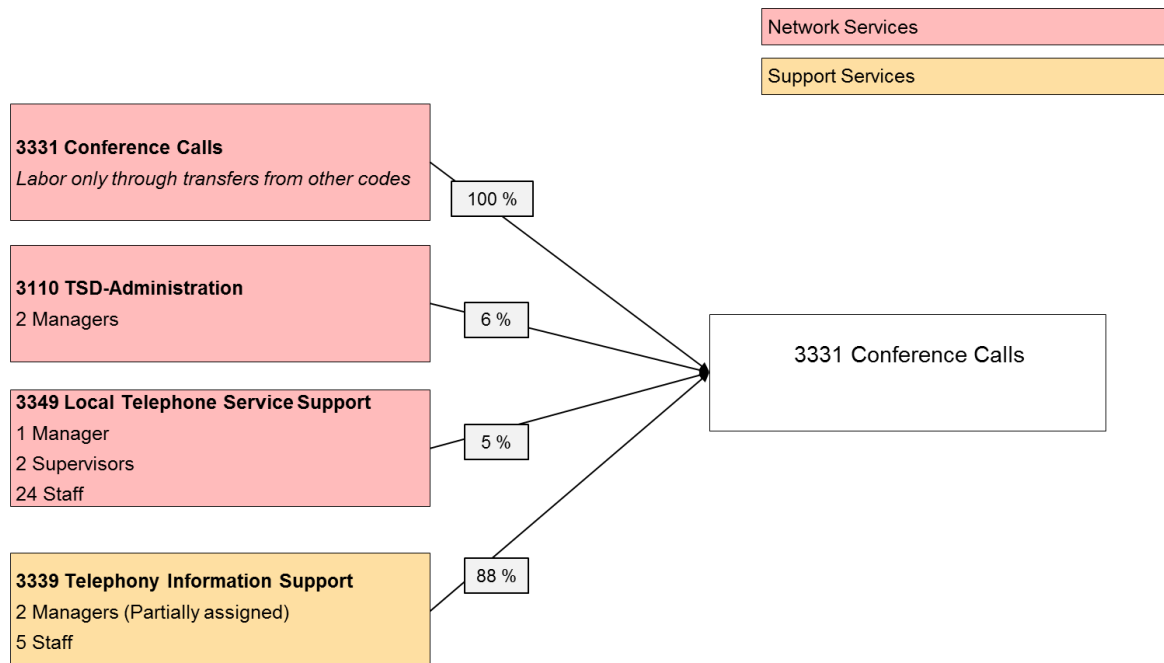 Network Services
Support Services
3331 Conference Calls
Labor only through transfers from other codes
100 %
3110 TSD-Administration
2 Managers
6 %
3331 Conference Calls
3349 Local Telephone Service Support
1 Manager
2 Supervisors
24 Staff
5 %
3339 Telephony Information Support
2 Managers (Partially assigned)
5 Staff
88 %